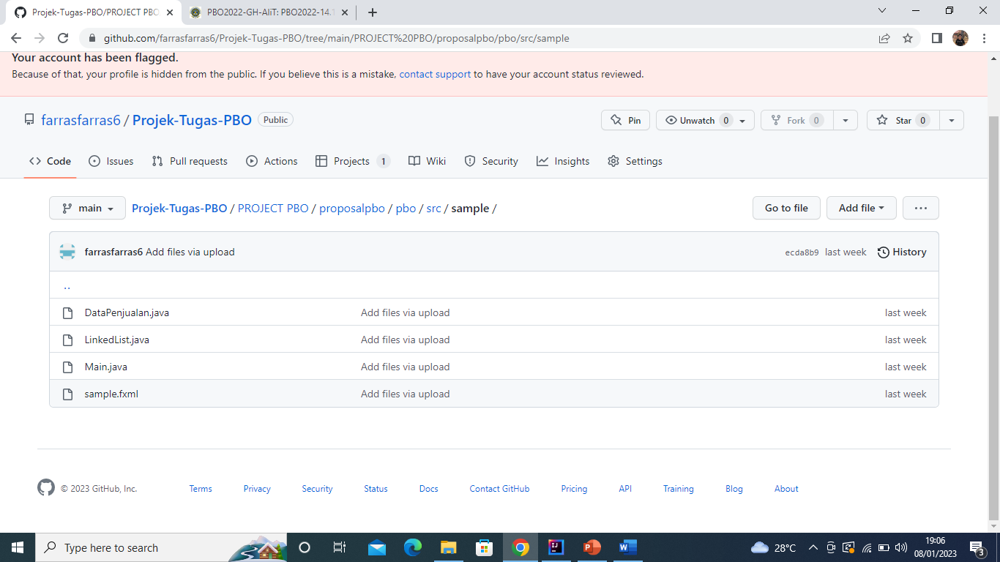 Projek-Tugas-PBO/PROJECT PBO
PBO2022-GH-AliT: PBO2022-14.1
github.com/farrasfarras6/Projek-Tugas-PBO/tree/main/PROJECT%20PBO/proposalpbo/pbo/src/sample
Your account has been flagged.
Because of that, your profile is hidden from the public. If you believe this is a mistake, contact support to have your account status reviewed.
farrasfarras6 / Projek-Tugas-PBO Public
Pin
Unwatch 0
Fork 0
Star 0
Code
Issues
Pull requests
Actions
Projects 1
Wiki
Security
Insights
Settings
main
Projek-Tugas-PBO / PROJECT PBO / proposalpbo / pbo / src / sample /
Go to file
Add file
farrasfarras6 Add files via upload
ecda8b9 last week
History
..
DataPenjualan.java Add files via upload last week
LinkedList.java Add files via upload last week
Main.java Add files via upload last week
sample.fxml Add files via upload last week
© 2023 GitHub, Inc.
Terms
Privacy
Security
Status
Docs
Contact GitHub
Pricing
API
Training
Blog
About
Type here to search
28°C
19:06
08/01/2023
3